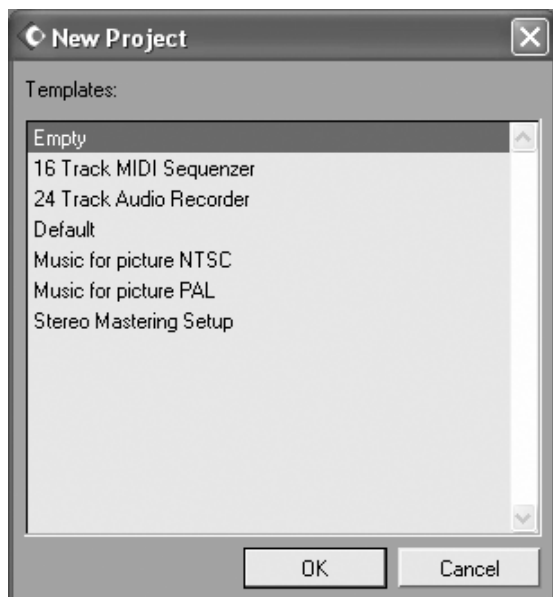 New Project
Templates:
Empty
16 Track MIDI Sequenzer
24 Track Audio Recorder
Default
Music for picture NTSC
Music for picture PAL
Stereo Mastering Setup
OK Cancel